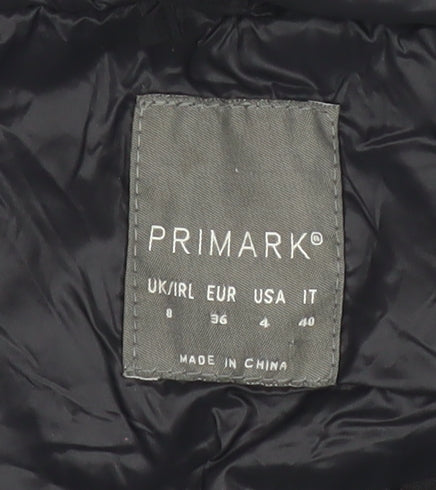 PRIMARK®
UK/IRL EUR USA IT
8 36 4 40
MADE IN CHINA